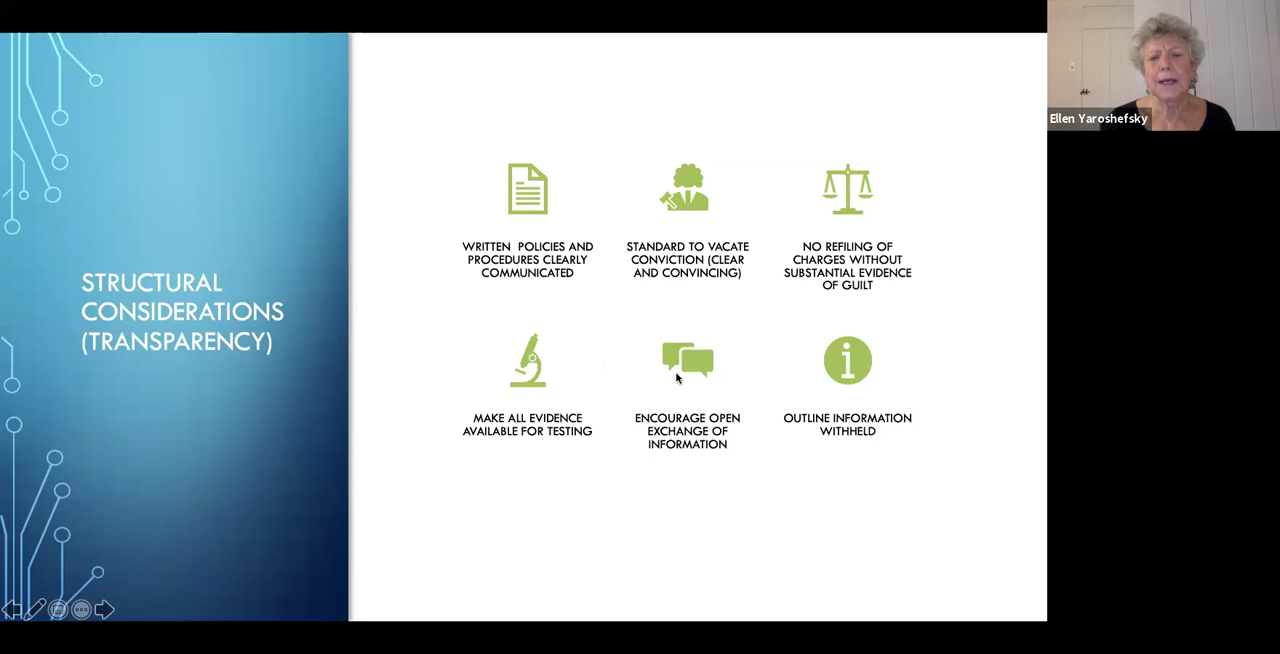 STRUCTURAL
CONSIDERATIONS
(TRANSPARENCY)
WRITTEN POLICIES AND
PROCEDURES CLEARLY
COMMUNICATED
STANDARD TO VACATE
CONVICTION (CLEAR
AND CONVINCING)
NO REFILING OF
CHARGES WITHOUT
SUBSTANTIAL EVIDENCE
OF GUILT
MAKE ALL EVIDENCE
AVAILABLE FOR TESTING
ENCOURAGE OPEN
EXCHANGE OF
INFORMATION
OUTLINE INFORMATION
WITHHELD
Ellen Yaroshefsky